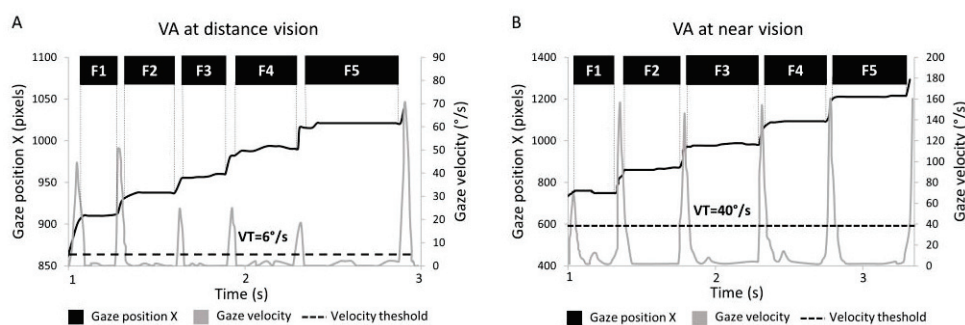 A
VA at distance vision
Gaze position X (pixels)
1100
1050
1000
950
900
850
F1 F2 F3 F4 F5
VT=6°/s
90
80
70
60
50
40
30
20
10
0
Gaze velocity (°/s)
1 2 3
Time (s)
Gaze position X Gaze velocity Velocity threshold
B
VA at near vision
Gaze position X (pixels)
1400
1200
1000
800
600
400
F1 F2 F3 F4 F5
VT=40°/s
200
180
160
140
120
100
80
60
40
20
0
Gaze velocity (°/s)
1 2 3
Time (s)
Gaze position X Gaze velocity Velocity threshold